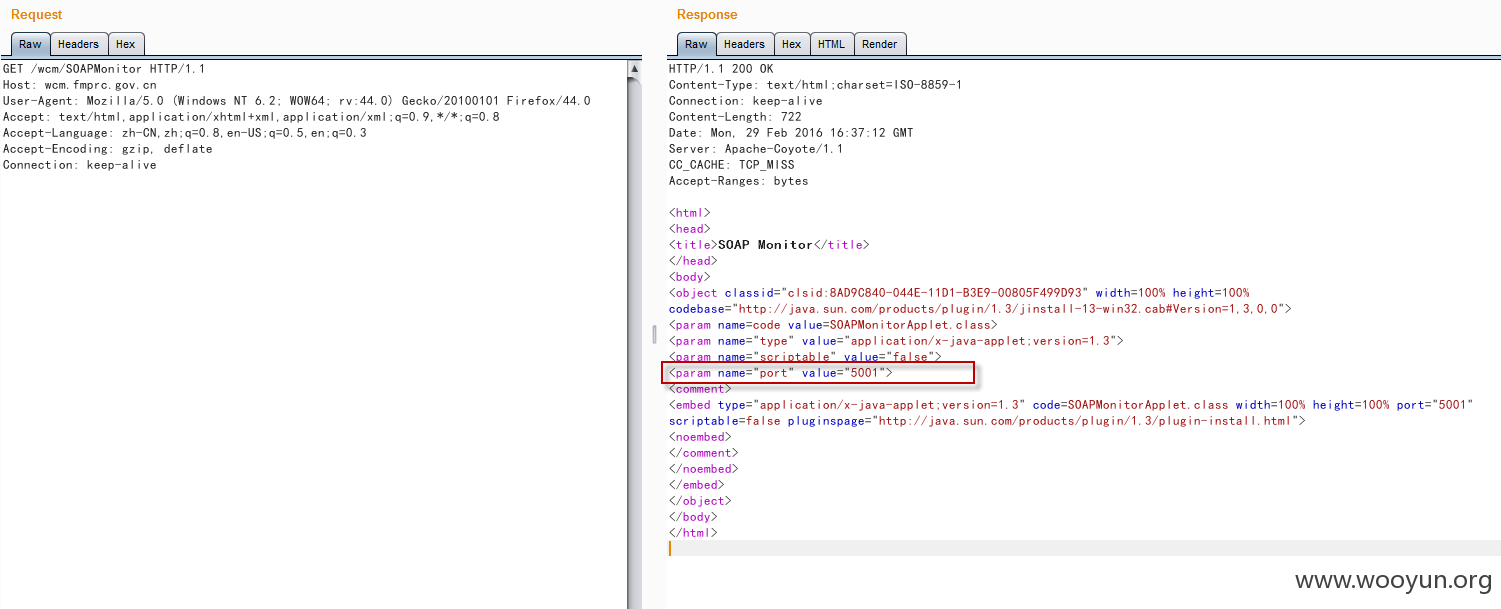 Request
Raw Headers Hex
GET /wcm/SOAPMonitor HTTP/1.1
Host: wcm.fmprc.gov.cn
User-Agent: Mozilla/5.0 (Windows NT 6.2; WOW64; rv:44.0) Gecko/20100101 Firefox/44.0
Accept: text/html,application/xhtml+xml,application/xml;q=0.9,*/*;q=0.8
Accept-Language: zh-CN,zh;q=0.8,en-US;q=0.5,en;q=0.3
Accept-Encoding: gzip, deflate
Connection: keep-alive
Response
Raw Headers Hex HTML Render
HTTP/1.1 200 OK
Content-Type: text/html;charset=ISO-8859-1
Connection: keep-alive
Content-Length: 722
Date: Mon, 29 Feb 2016 16:37:12 GMT
Server: Apache-Coyote/1.1
CC_CACHE: TCP_MISS
Accept-Ranges: bytes
<html>
<head>
<title>SOAP Monitor</title>
</head>
<body>
<object classid="clsid:8AD9C840-044E-11D1-B3E9-00805F499D93" width=100% height=100%
codebase="http://java.sun.com/products/plugin/1.3/jinstall-13-win32.cab#Version=1,3,0,0">
<param name=code value=SOAPMonitorApplet.class>
<param name="type" value="application/x-java-applet;version=1.3">
<param name="scriptable" value="false">
<param name="port" value="5001">
<comment>
<embed type="application/x-java-applet;version=1.3" code=SOAPMonitorApplet.class width=100% height=100% port="5001"
scriptable=false pluginspage="http://java.sun.com/products/plugin/1.3/plugin-install.html">
<noembed>
</comment>
</noembed>
</embed>
</object>
</body>
</html>
www.wooyun.org